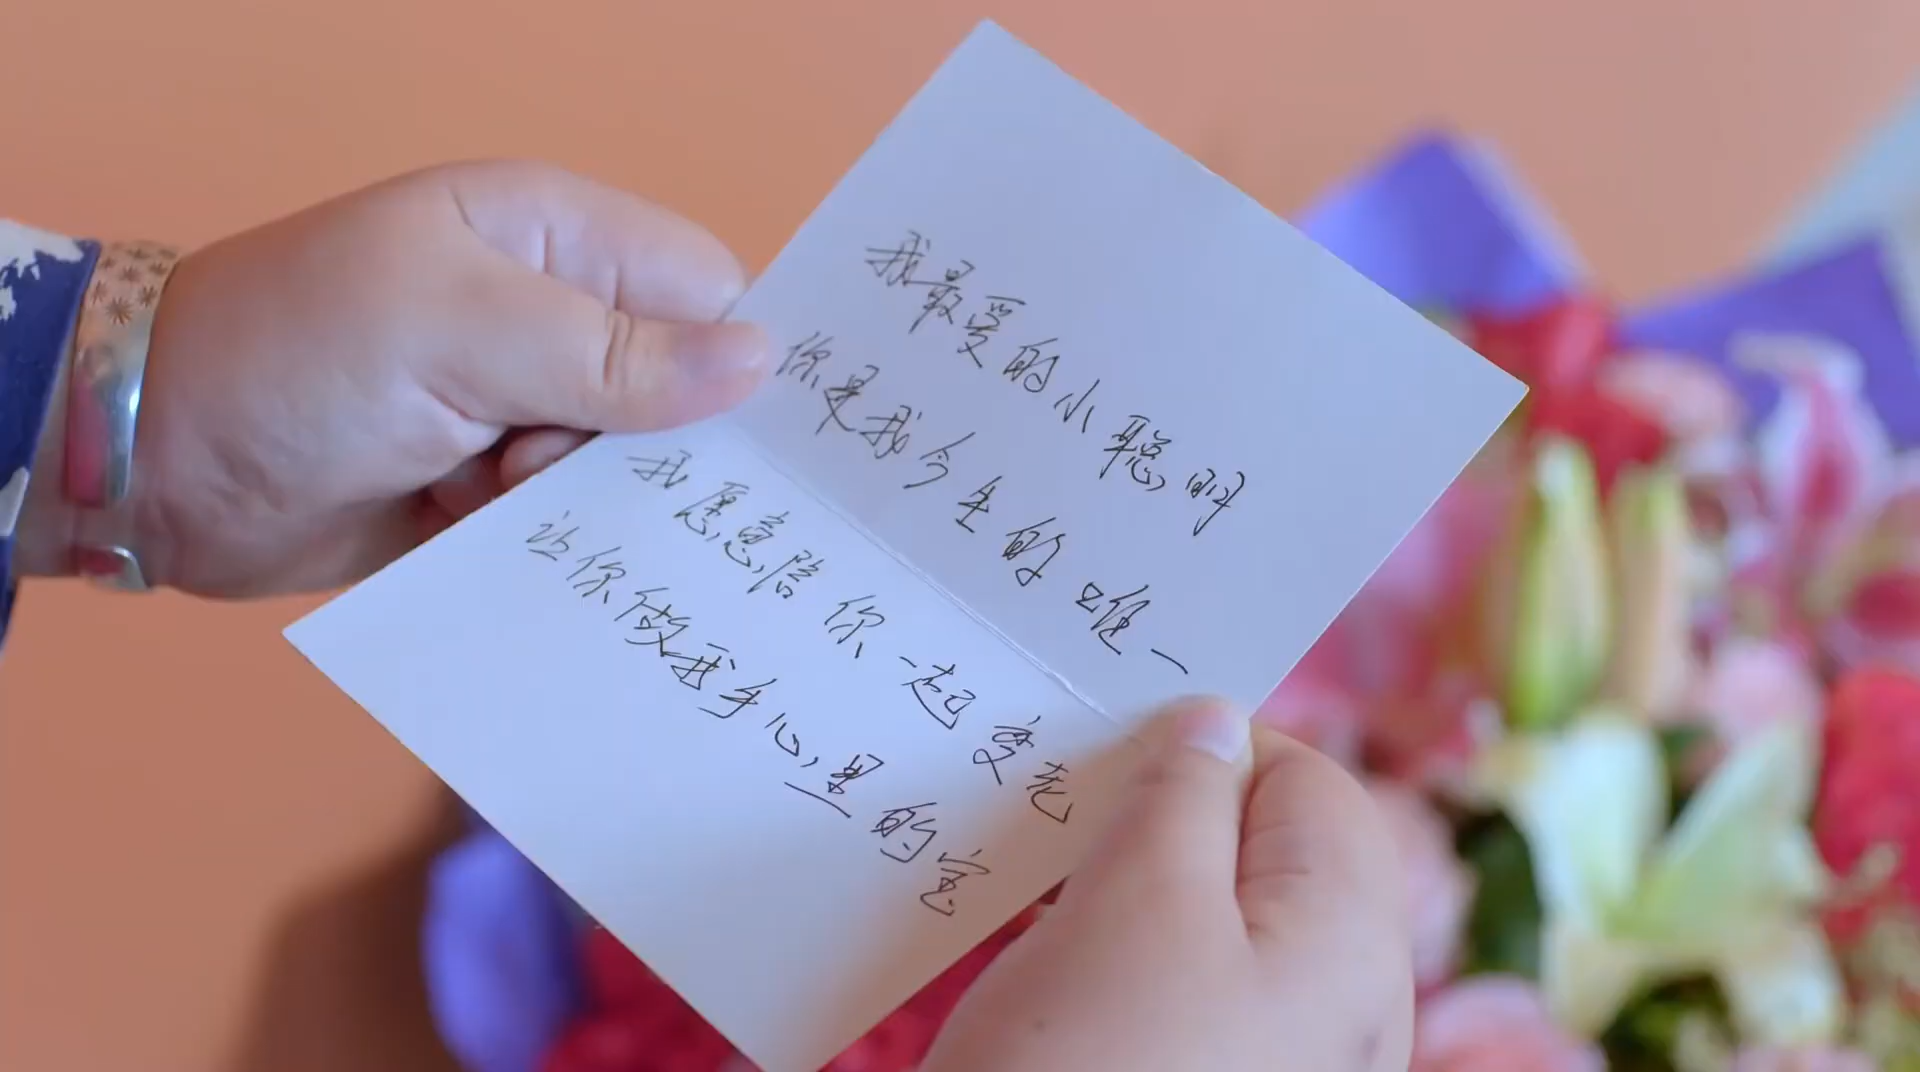 我最爱的小聪明
你是我今生的唯一
我愿意陪你一起变老
让你做我手心里的宝